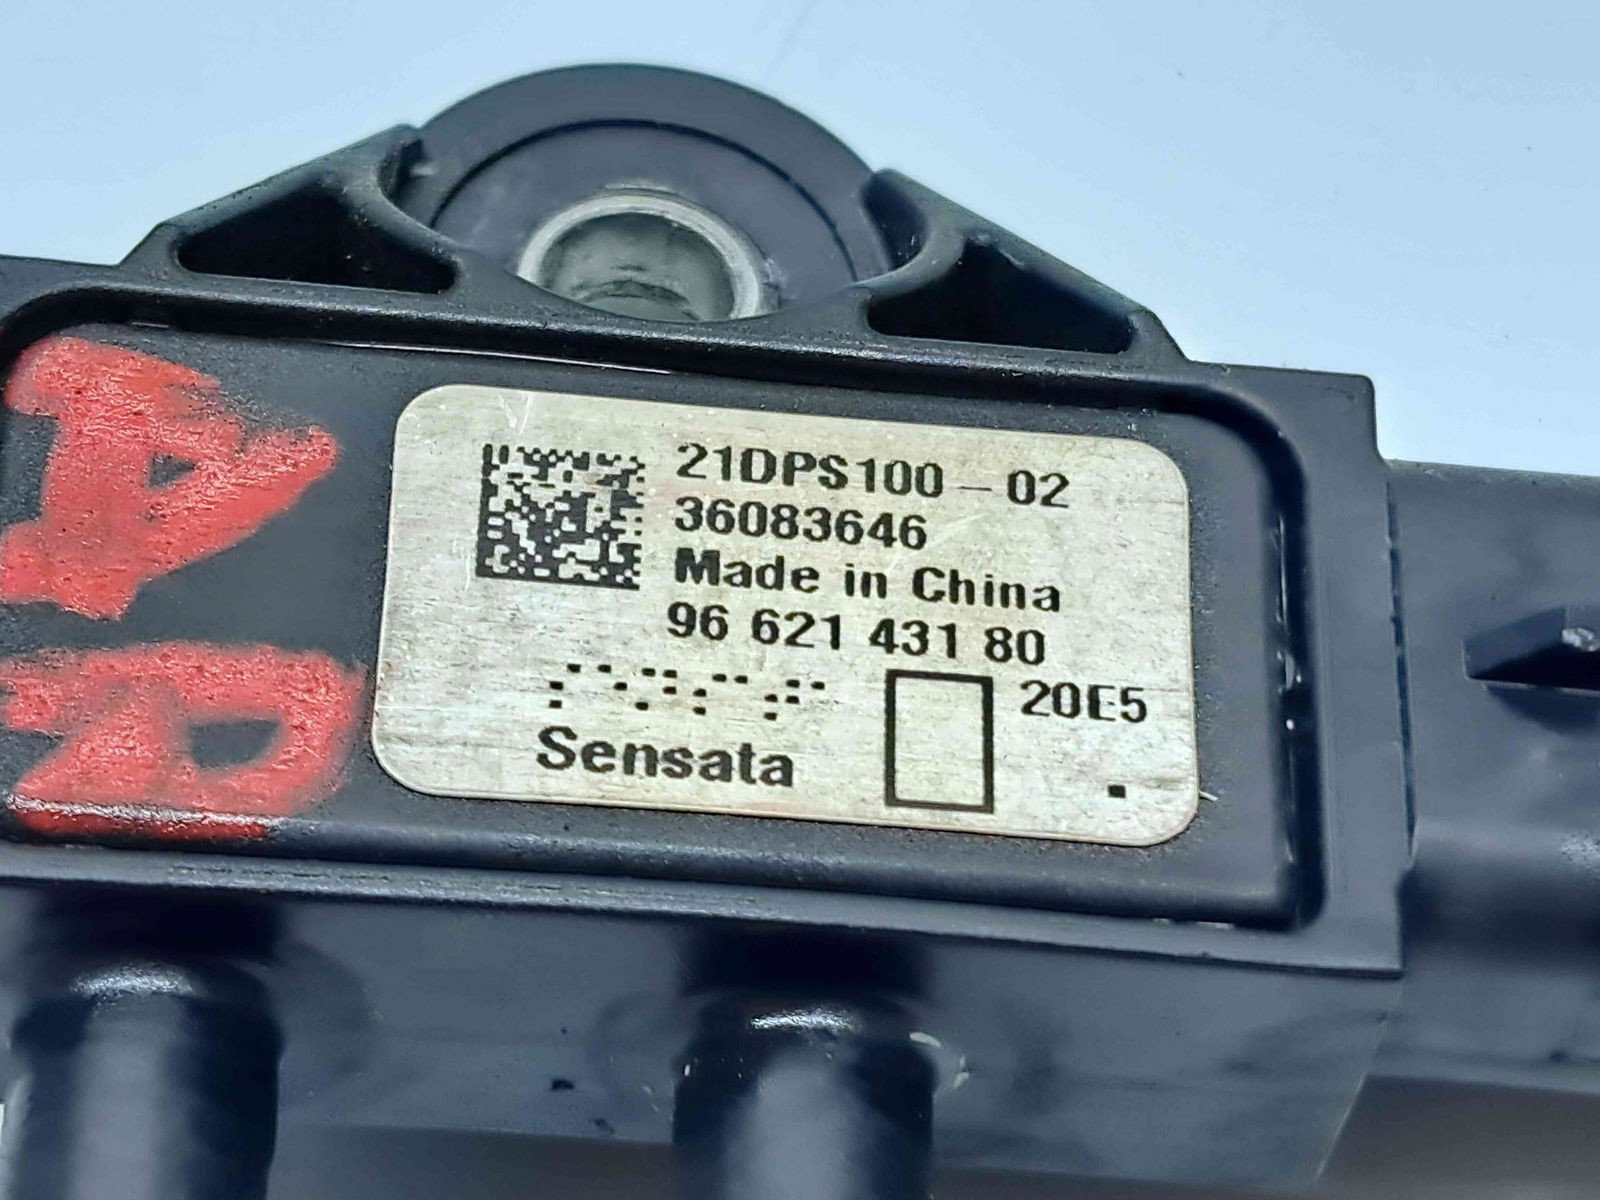 21DPS100-02
36083646
Made in China
96 621 431 80
20E5
Sensata